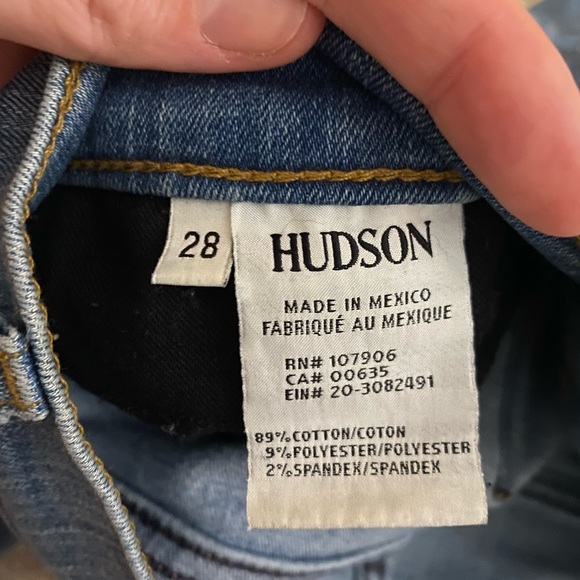 28
HUDSON
MADE IN MEXICO
FABRIQUÉ AU MEXIQUE
RN# 107906
CA# 00635
EIN# 20-3082491
89%COTTON/COTON
9%POLYESTER/POLYESTER
2%SPANDEX/SPANDEX